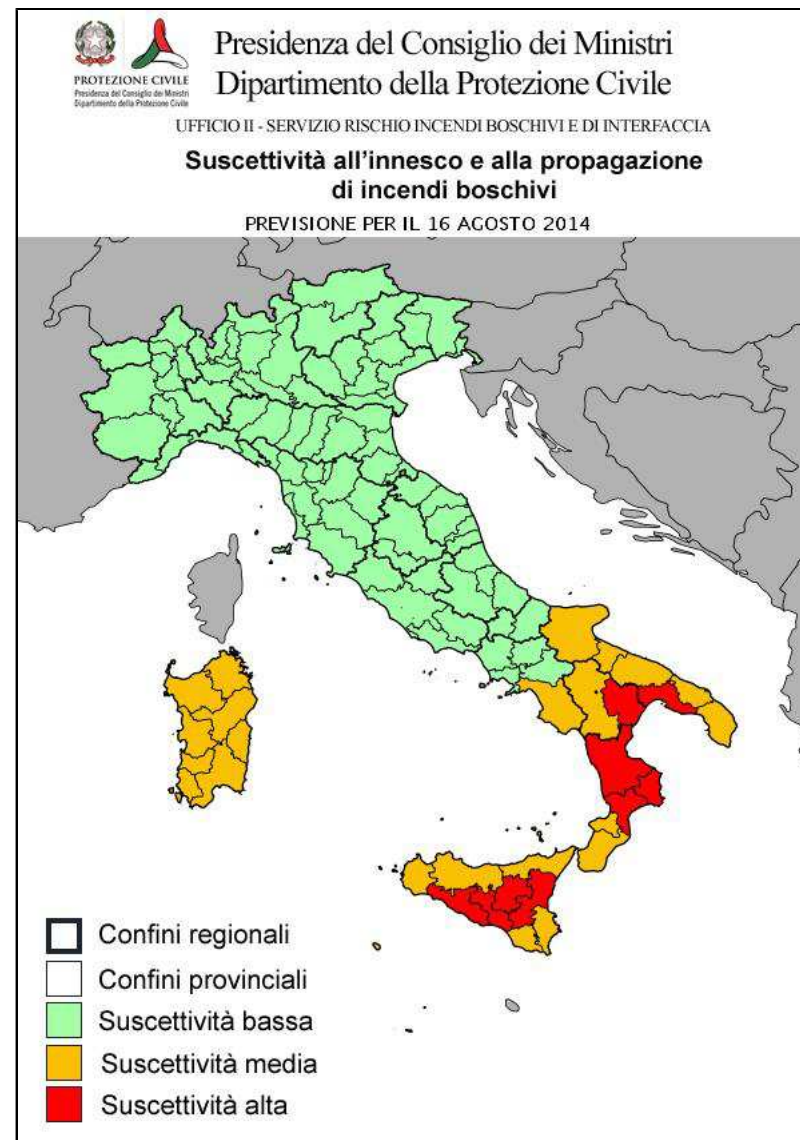 Presidenza del Consiglio dei Ministri
Dipartimento della Protezione Civile
PROTEZIONE CIVILE
Presidenza del Consiglio dei Ministri
Dipartimento della Protezione Civile
UFFICIO II - SERVIZIO RISCHIO INCENDI BOSCHIVI E DI INTERFACCIA
Suscettività all'innesco e alla propagazione
di incendi boschivi
PREVISIONE PER IL 16 AGOSTO 2014
Confini regionali
Confini provinciali
Suscettività bassa
Suscettività media
Suscettività alta